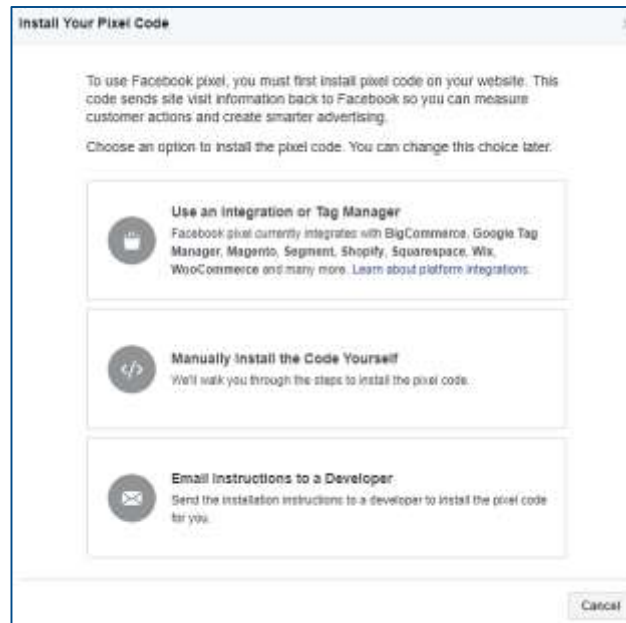 Install Your Pixel Code
To use Facebook pixel, you must first install pixel code on your website. This
code sends site visit information back to Facebook so you can measure
customer actions and create smarter advertising.
Choose an option to install the pixel code. You can change this choice later.
Use an Integration or Tag Manager
Facebook pixel currently integrates with BigCommerce, Google Tag
Manager, Magento, Segment, Shopify, Squarespace, Wix,
WooCommerce and many more. Learn about platform integrations.
</>
Manually Install the Code Yourself
We'll walk you through the steps to install the pixel code.
Email Instructions to a Developer
Send the installation instructions to a developer to install the pixel code
for you.
Cancel